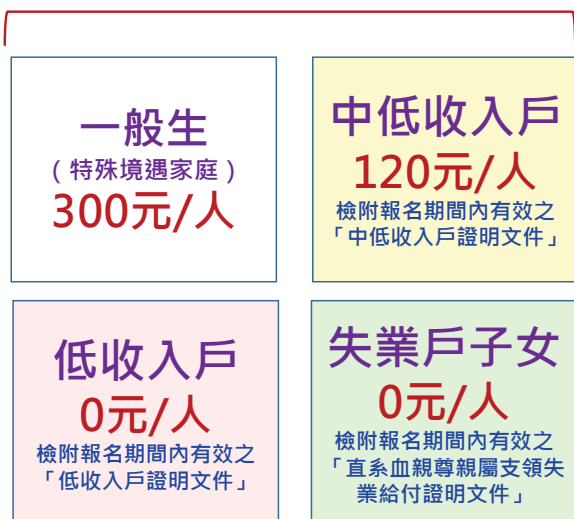 一般生
(特殊境遇家庭)
300元/人
中低收入戶
120元/人
檢附報名期間內有效之
「中低收入戶證明文件」
低收入戶
0元/人
檢附報名期間內有效之
「低收入戶證明文件」
失業戶子女
0元/人
檢附報名期間內有效之
「直系血親尊親屬支領失
業給付證明文件」